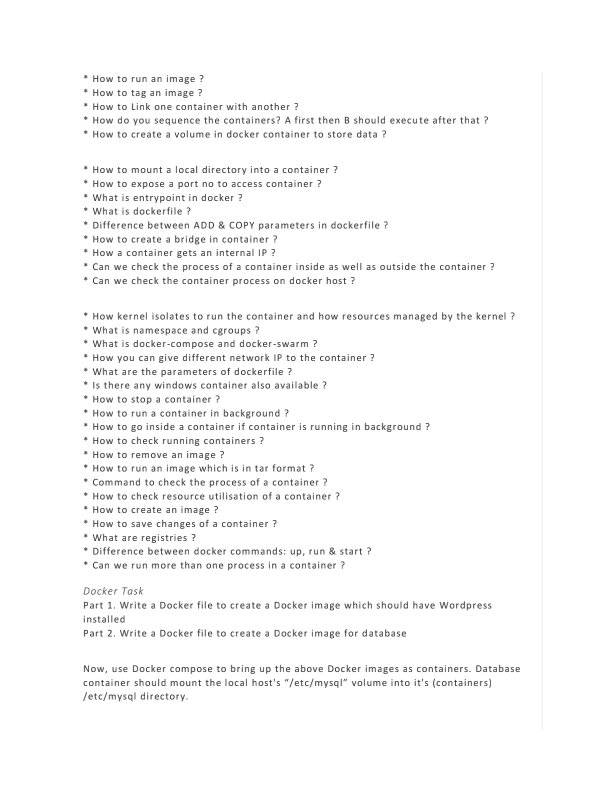 * How to run an image ?
* How to tag an image ?
* How to Link one container with another ?
* How do you sequence the containers? A first then B should execute after that ?
* How to create a volume in docker container to store data ?
* How to mount a local directory into a container ?
* How to expose a port no to access container ?
* What is entrypoint in docker ?
* What is dockerfile ?
* Difference between ADD & COPY parameters in dockerfile ?
* How to create a bridge in container ?
* How a container gets an internal IP ?
* Can we check the process of a container inside as well as outside the container ?
* Can we check the container process on docker host ?
* How kernel isolates to run the container and how resources managed by the kernel ?
* What is namespace and cgroups ?
* What is docker-compose and docker-swarm ?
* How you can give different network IP to the container ?
* What are the parameters of dockerfile ?
* Is there any windows container also available ?
* How to stop a container ?
* How to run a container in background ?
* How to go inside a container if container is running in background ?
* How to check running containers ?
* How to remove an image ?
* How to run an image which is in tar format ?
* Command to check the process of a container ?
* How to check resource utilisation of a container ?
* How to create an image ?
* How to save changes of a container ?
* What are registries ?
* Difference between docker commands: up, run & start ?
* Can we run more than one process in a container ?
Docker Task
Part 1. Write a Docker file to create a Docker image which should have Wordpress
installed
Part 2. Write a Docker file to create a Docker image for database
Now, use Docker compose to bring up the above Docker images as containers. Database
container should mount the local host's “/etc/mysql” volume into it's (containers)
/etc/mysql directory.